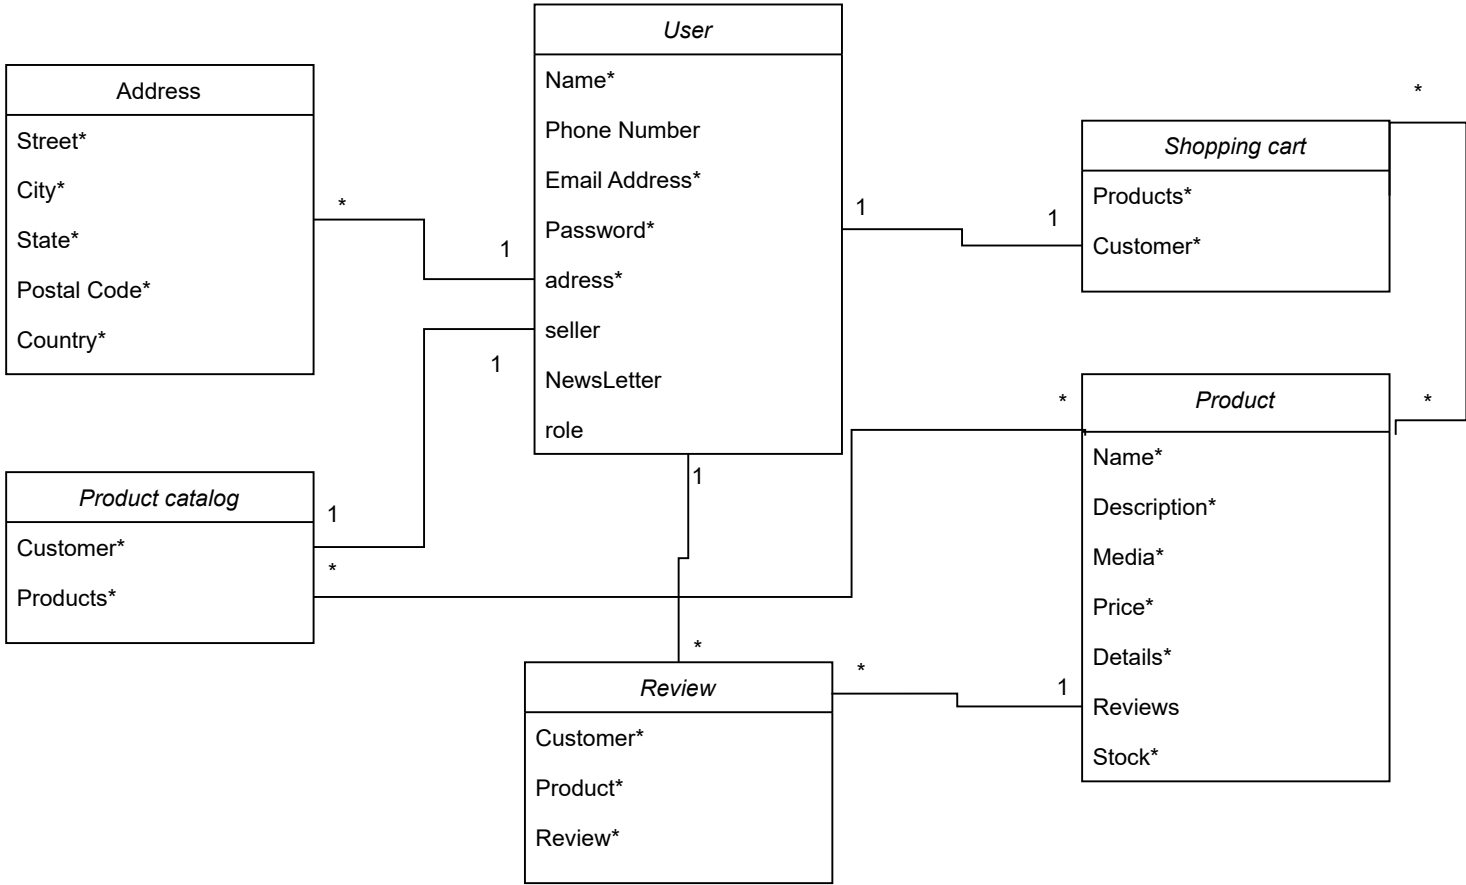 User
Name*
Phone Number
Email Address*
Password*
adress*
seller
NewsLetter
role
Address
Street*
City*
State*
Postal Code*
Country*
*
1
1
1
*
Shopping cart
Products*
Customer*
1
1
*
*
*
Product
Name*
Description*
Media*
Price*
Details*
Reviews
Stock*
Product catalog
Customer*
Products*
1
*
*
1
Review
Customer*
Product*
Review*